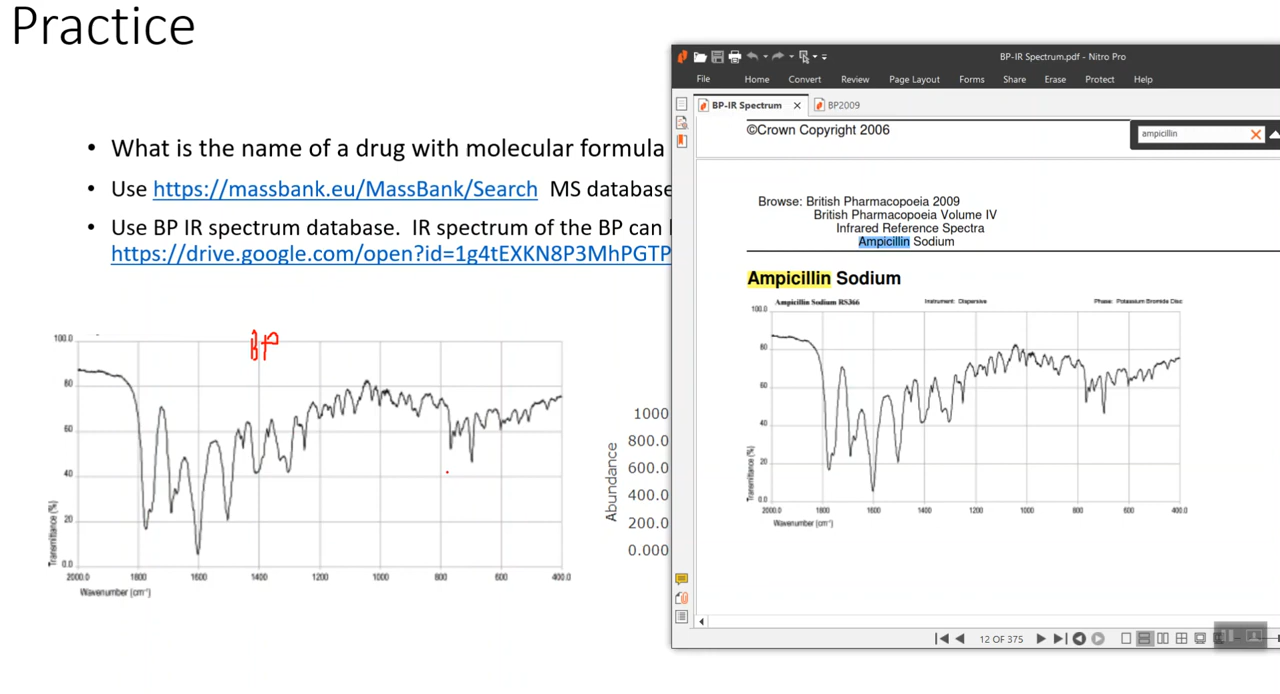 Practice
• What is the name of a drug with molecular formula
• Use https://massbank.eu/MassBank/Search MS database
• Use BP IR spectrum database. IR spectrum of the BP can
https://drive.google.com/open?id=1g4tEXKN8P3MhPGTP
BP
100.0
80
60
40
20
0.0
Transmittance (%)
2000.0 1800 1600 1400 1200 1000 800 600 400.0
Wavenumber (cm⁻¹)
Abundance
1000
800.0
600.0
400.0
200.0
0.000
BP-IR Spectrum.pdf - Nitro Pro
File Home Convert Review Page Layout Forms Share Erase Protect Help
BP-IR Spectrum × BP2009
©Crown Copyright 2006
ampicillin
Browse: British Pharmacopoeia 2009
British Pharmacopoeia Volume IV
Infrared Reference Spectra
Ampicillin Sodium
Ampicillin Sodium
Ampicillin Sodium RS366 Instrument: Dispersive Phase: Potassium Bromide Disc
100.0
80
60
40
20
0.0
Transmittance (%)
2000.0 1800 1600 1400 1200 1000 800 600 400.0
Wavenumber (cm⁻¹)
12 OF 375